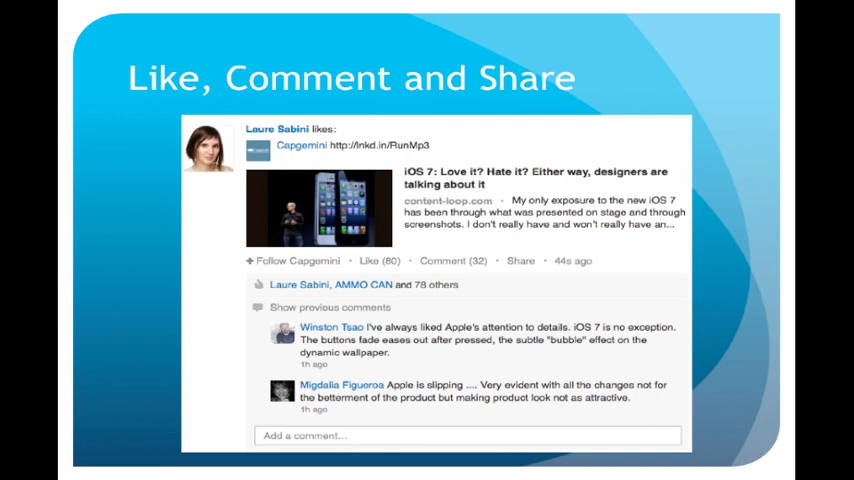 Like, Comment and Share
Laure Sabini likes:
Capgemini http://lnkd.in/RunMp3
iOS 7: Love it? Hate it? Either way, designers are
talking about it
content-loop.com · My only exposure to the new iOS 7
has been through what was presented on stage and through
screenshots. I don't really have and won't really have an...
+ Follow Capgemini · Like (80) · Comment (32) · Share · 44s ago
Laure Sabini, AMMO CAN and 78 others
Show previous comments
Winston Tsao I've always liked Apple's attention to details. iOS 7 is no exception.
The buttons fade eases out after pressed, the subtle "bubble" effect on the
dynamic wallpaper.
1h ago
Migdalia Figueroa Apple is slipping .... Very evident with all the changes not for
the betterment of the product but making product look not as attractive.
1h ago
Add a comment...